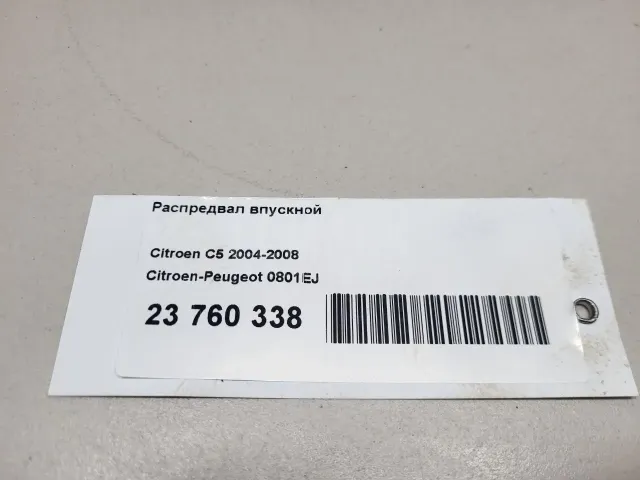 Распредвал впускной
Citroen C5 2004-2008
Citroen-Peugeot 0801EJ
23 760 338